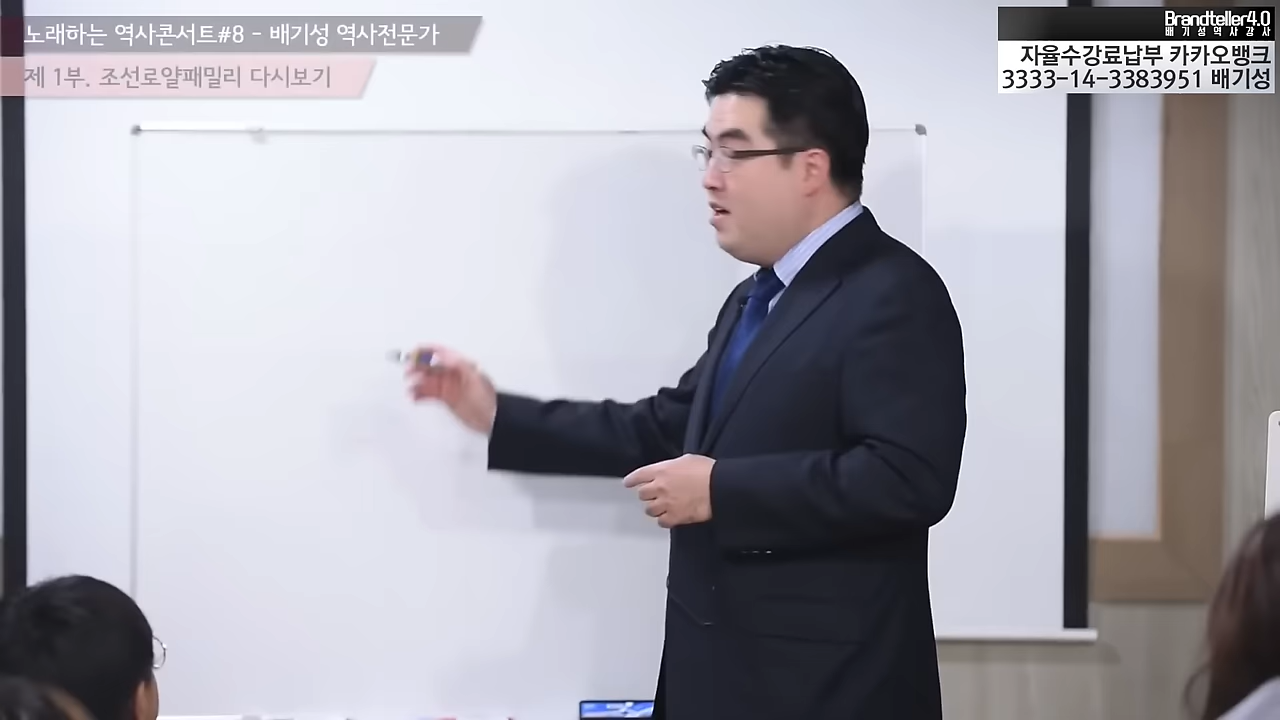 노래하는 역사콘서트#8 - 배기성 역사전문가
제 1부. 조선로얄패밀리 다시보기
Brandteller4.0
배기성역사강사
자율수강료납부 카카오뱅크
3333-14-3383951 배기성